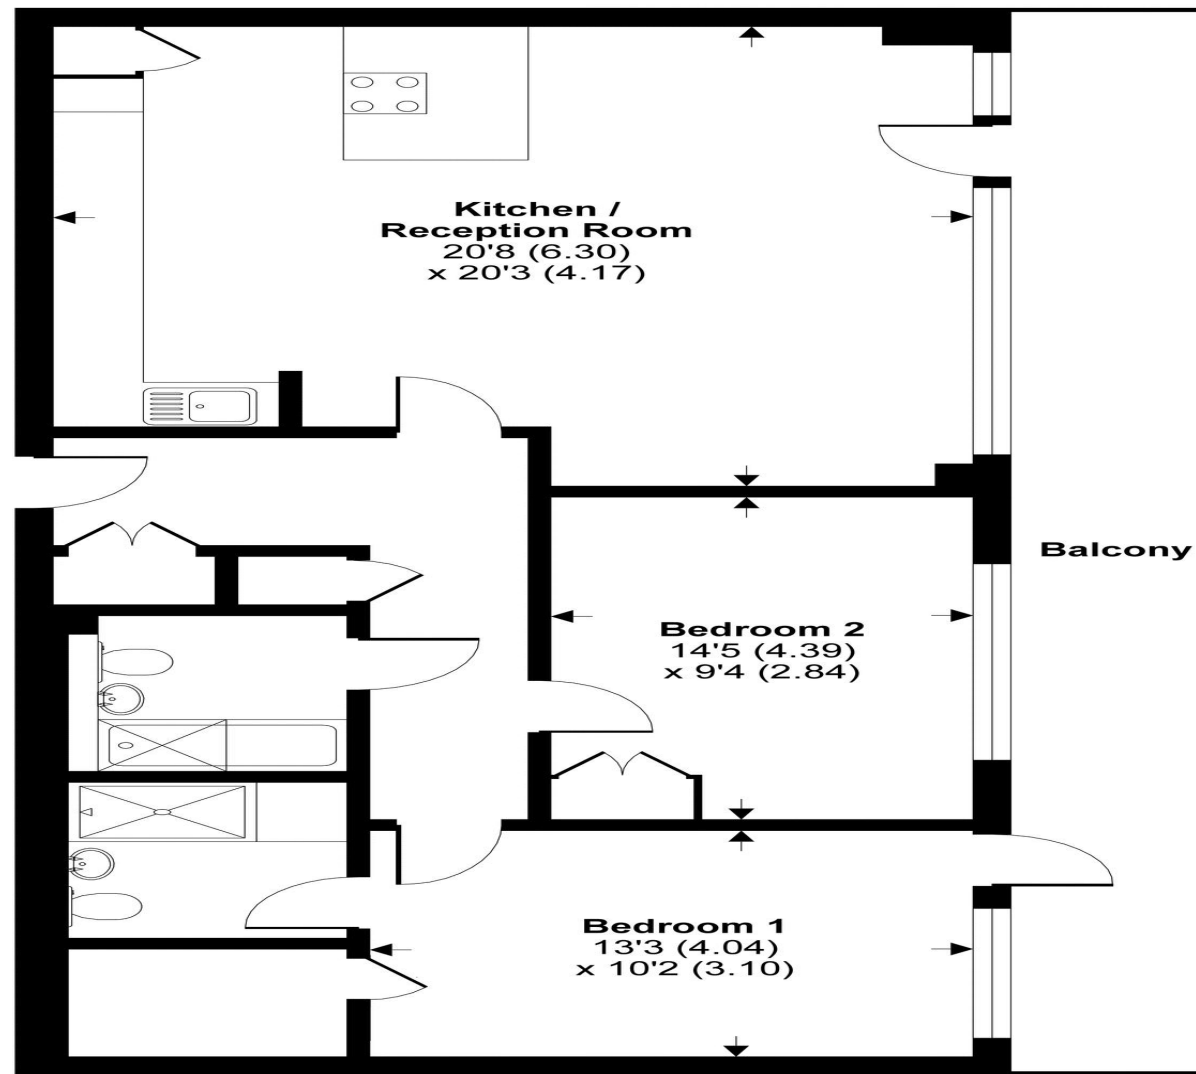 Kitchen /
Reception Room
20'8 (6.30)
x 20'3 (4.17)
Balcony
Bedroom 2
14'5 (4.39)
x 9'4 (2.84)
Bedroom 1
13'3 (4.04)
x 10'2 (3.10)